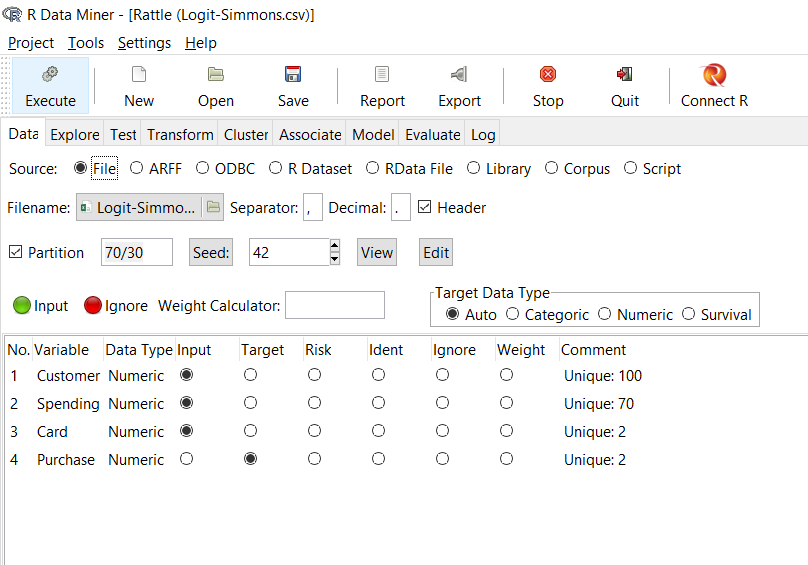 R Data Miner - [Rattle (Logit-Simmons.csv)]
Project Tools Settings Help
Execute New Open Save Report Export Stop Quit Connect R
Data Explore Test Transform Cluster Associate Model Evaluate Log
Source: File ARFF ODBC R Dataset RData File Library Corpus Script
Filename: Logit-Simmo... Separator: , Decimal: . Header
Partition 70/30 Seed: 42 View Edit
Target Data Type
Input Ignore Weight Calculator: Auto Categoric Numeric Survival
No. Variable Data Type Input Target Risk Ident Ignore Weight Comment
1 Customer Numeric Unique: 100
2 Spending Numeric Unique: 70
3 Card Numeric Unique: 2
4 Purchase Numeric Unique: 2